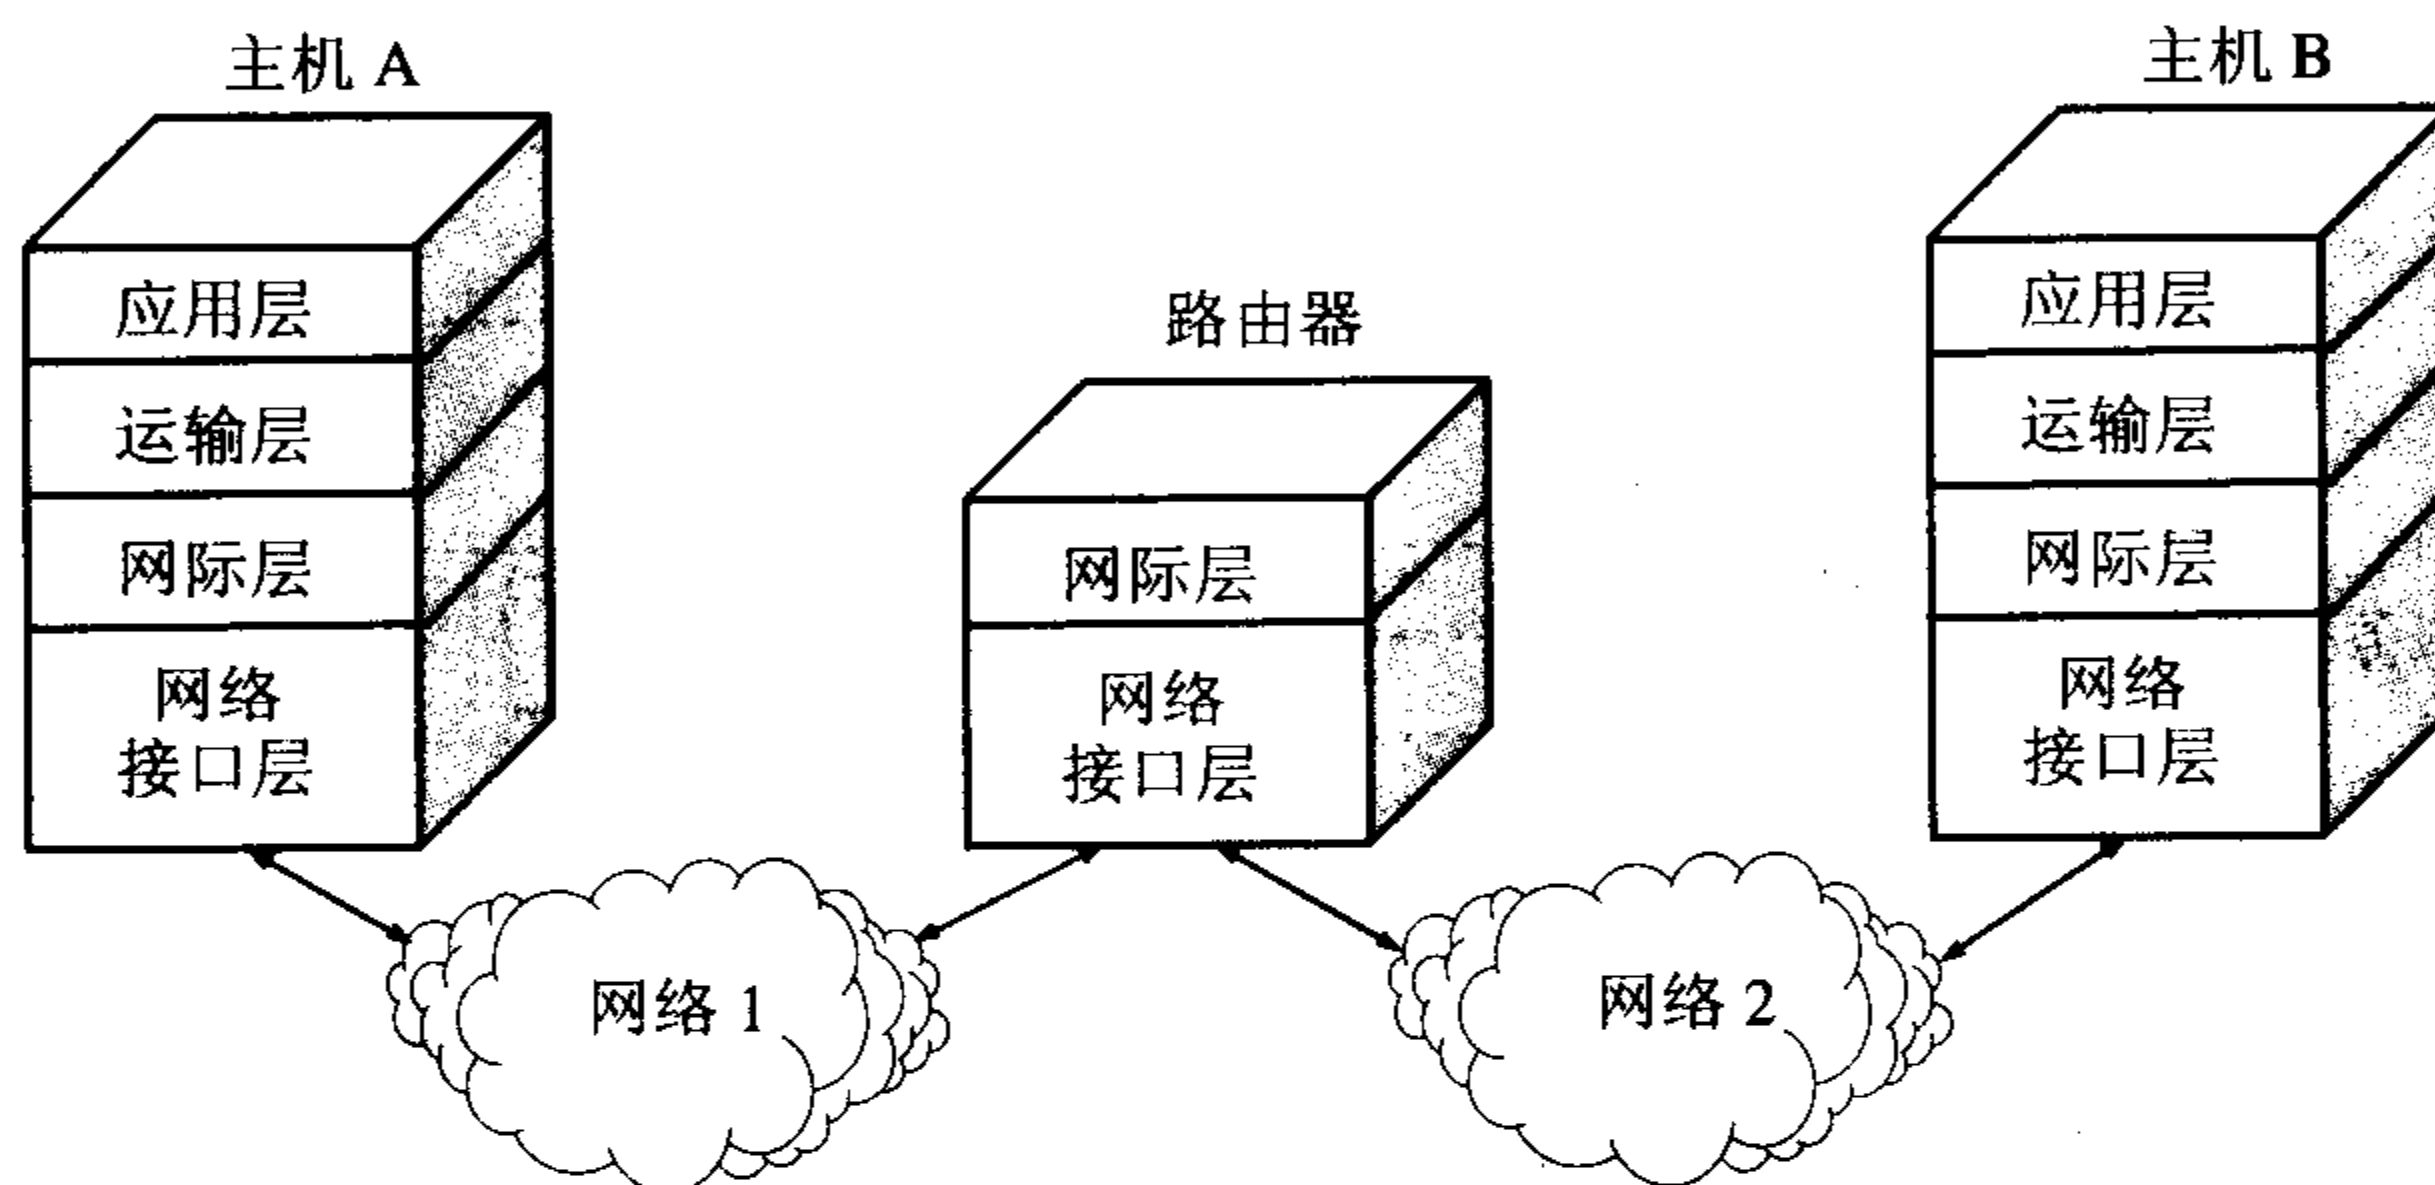 主机 A
应用层
运输层
网际层
网络
接口层
路由器
网际层
网络
接口层
主机 B
应用层
运输层
网际层
网络
接口层
网络 1
网络 2